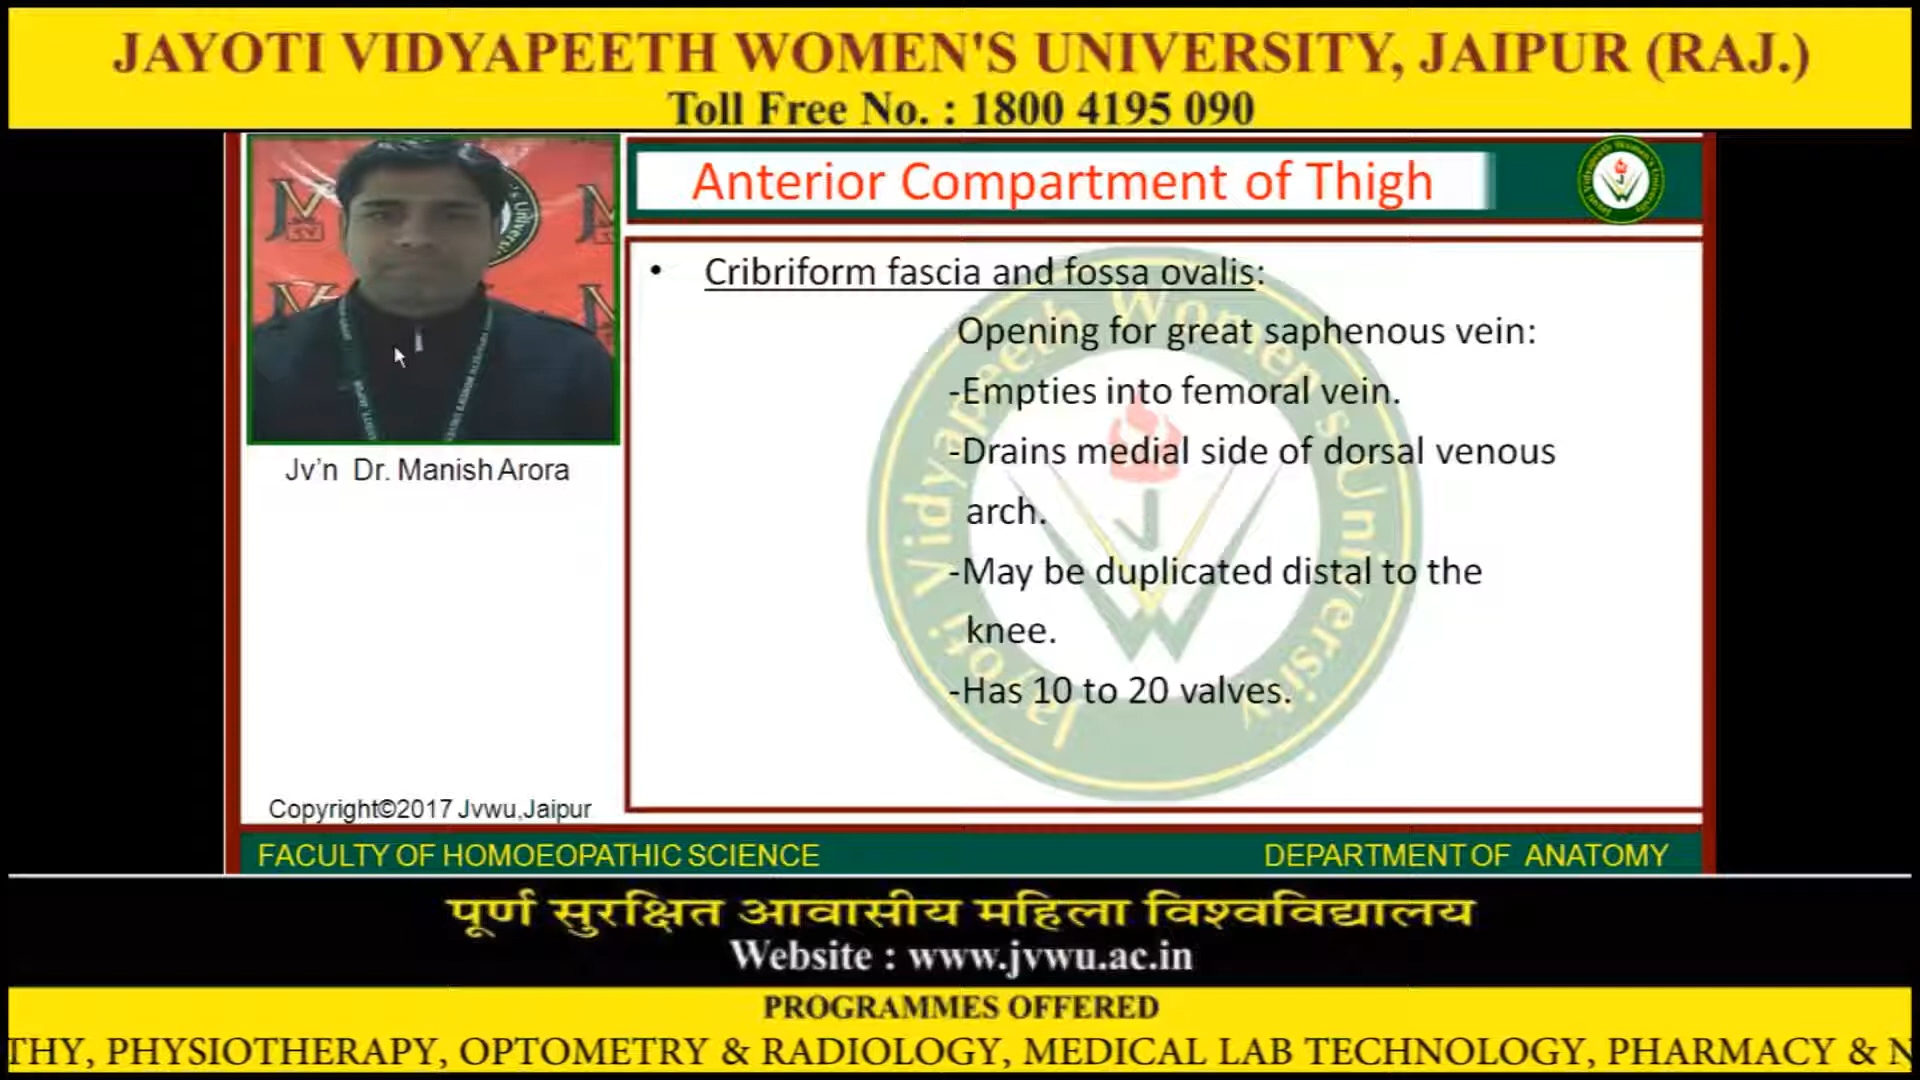 JAYOTI VIDYAPEETH WOMEN'S UNIVERSITY, JAIPUR (RAJ.)
Toll Free No. : 1800 4195 090
Anterior Compartment of Thigh
Jv'n Dr. Manish Arora
• Cribriform fascia and fossa ovalis:
Opening for great saphenous vein:
-Empties into femoral vein.
-Drains medial side of dorsal venous
arch.
-May be duplicated distal to the
knee.
-Has 10 to 20 valves.
Jayoti Vidyapeeth Women's University
Copyright©2017 Jvwu,Jaipur
FACULTY OF HOMOEOPATHIC SCIENCE
DEPARTMENT OF ANATOMY
पूर्ण सुरक्षित आवासीय महिला विश्वविद्यालय
Website : www.jvwu.ac.in
PROGRAMMES OFFERED
THY, PHYSIOTHERAPY, OPTOMETRY & RADIOLOGY, MEDICAL LAB TECHNOLOGY, PHARMACY & N